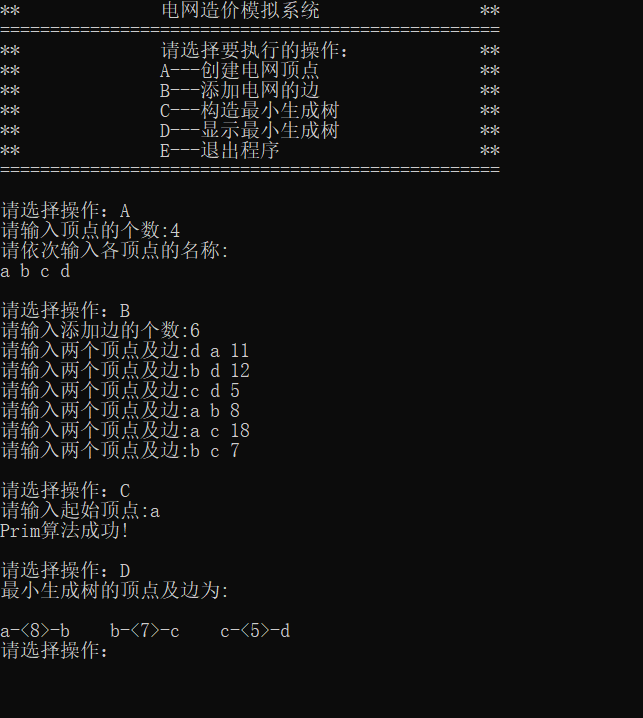 **              电网造价模拟系统                **
==================================================
**              请选择要执行的操作:             **
**              A---创建电网顶点                **
**              B---添加电网的边                **
**              C---构造最小生成树              **
**              D---显示最小生成树              **
**              E---退出程序                    **
==================================================
请选择操作: A
请输入顶点的个数:4
请依次输入各顶点的名称:
a b c d
请选择操作: B
请输入添加边的个数:6
请输入两个顶点及边:d a 11
请输入两个顶点及边:b d 12
请输入两个顶点及边:c d 5
请输入两个顶点及边:a b 8
请输入两个顶点及边:a c 18
请输入两个顶点及边:b c 7
请选择操作: C
请输入起始顶点:a
Prim算法成功!
请选择操作: D
最小生成树的顶点及边为:
a-<8>-b    b-<7>-c    c-<5>-d
请选择操作: